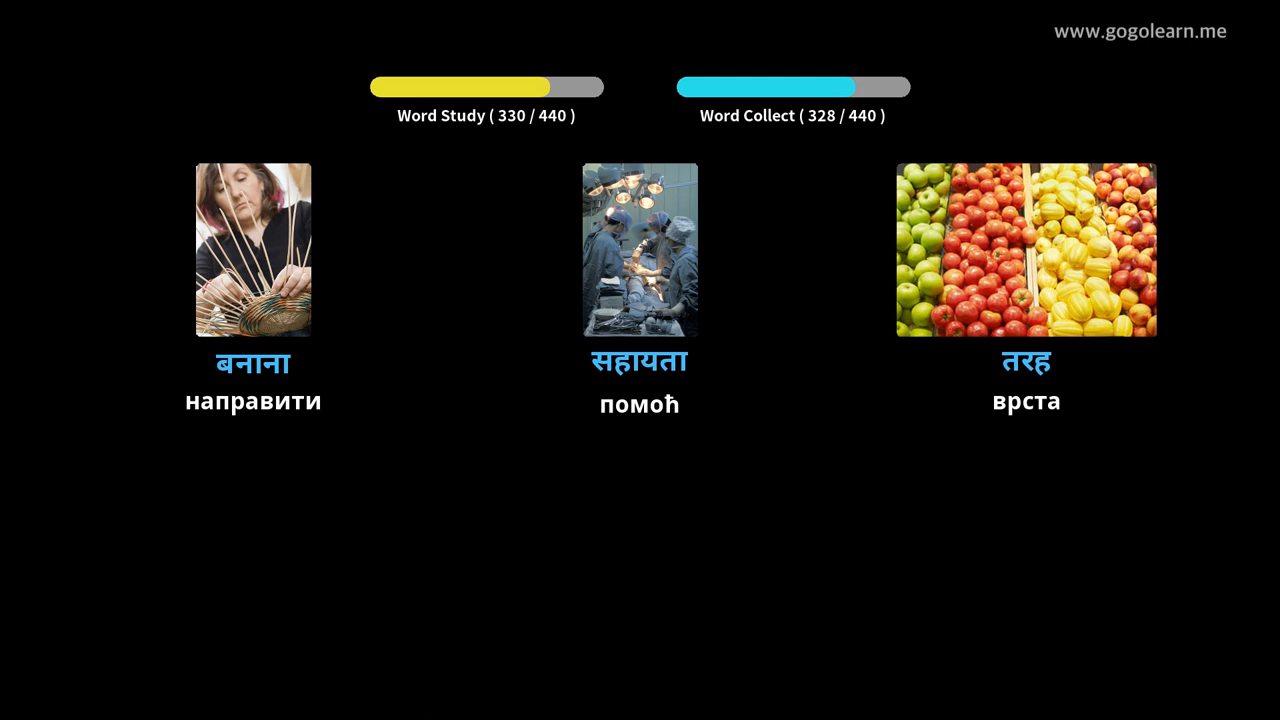 www.gogolearn.me
Word Study ( 330 / 440 )
Word Collect ( 328 / 440 )
बनाना
सहायता
तरह
направити
помоћ
врста